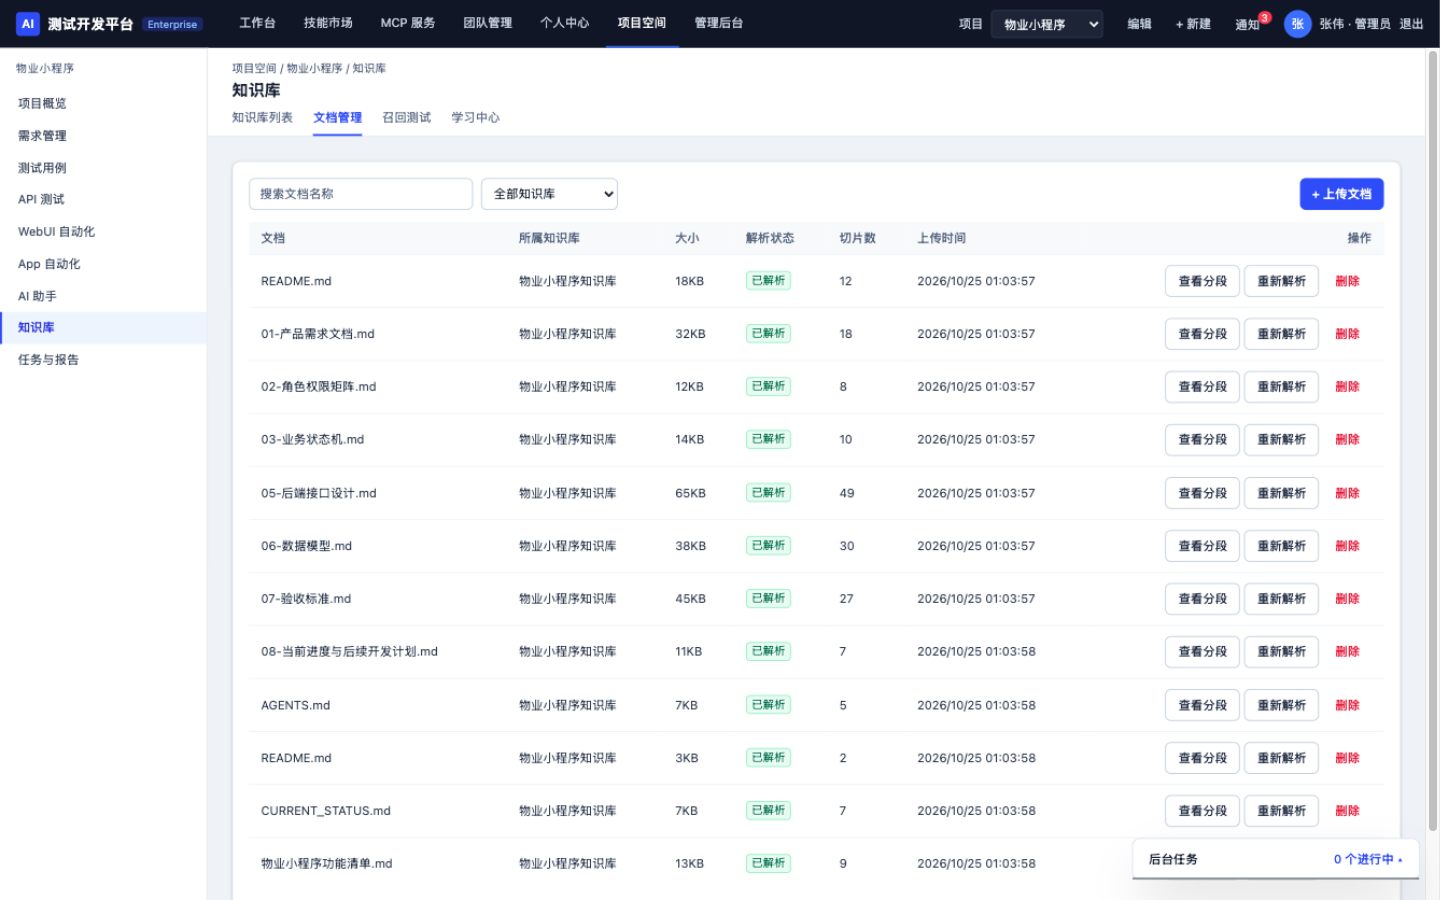 AI 测试开发平台 Enterprise 工作台 技能市场 MCP 服务 团队管理 个人中心 项目空间 管理后台 项目 物业小程序 编辑 + 新建 通知 3 张 张伟 · 管理员 退出
物业小程序
项目概览
需求管理
测试用例
API 测试
WebUI 自动化
App 自动化
AI 助手
知识库
任务与报告
项目空间 / 物业小程序 / 知识库
知识库
知识库列表 文档管理 召回测试 学习中心
搜索文档名称 全部知识库 + 上传文档
文档 所属知识库 大小 解析状态 切片数 上传时间 操作
README.md 物业小程序知识库 18KB 已解析 12 2026/10/25 01:03:57 查看分段 重新解析 删除
01-产品需求文档.md 物业小程序知识库 32KB 已解析 18 2026/10/25 01:03:57 查看分段 重新解析 删除
02-角色权限矩阵.md 物业小程序知识库 12KB 已解析 8 2026/10/25 01:03:57 查看分段 重新解析 删除
03-业务状态机.md 物业小程序知识库 14KB 已解析 10 2026/10/25 01:03:57 查看分段 重新解析 删除
05-后端接口设计.md 物业小程序知识库 65KB 已解析 49 2026/10/25 01:03:57 查看分段 重新解析 删除
06-数据模型.md 物业小程序知识库 38KB 已解析 30 2026/10/25 01:03:57 查看分段 重新解析 删除
07-验收标准.md 物业小程序知识库 45KB 已解析 27 2026/10/25 01:03:57 查看分段 重新解析 删除
08-当前进度与后续开发计划.md 物业小程序知识库 11KB 已解析 7 2026/10/25 01:03:58 查看分段 重新解析 删除
AGENTS.md 物业小程序知识库 7KB 已解析 5 2026/10/25 01:03:58 查看分段 重新解析 删除
README.md 物业小程序知识库 3KB 已解析 2 2026/10/25 01:03:58 查看分段 重新解析 删除
CURRENT_STATUS.md 物业小程序知识库 7KB 已解析 7 2026/10/25 01:03:58 查看分段 重新解析 删除
物业小程序功能清单.md 物业小程序知识库 13KB 已解析 9 2026/10/25 01:03:58
后台任务 0 个进行中